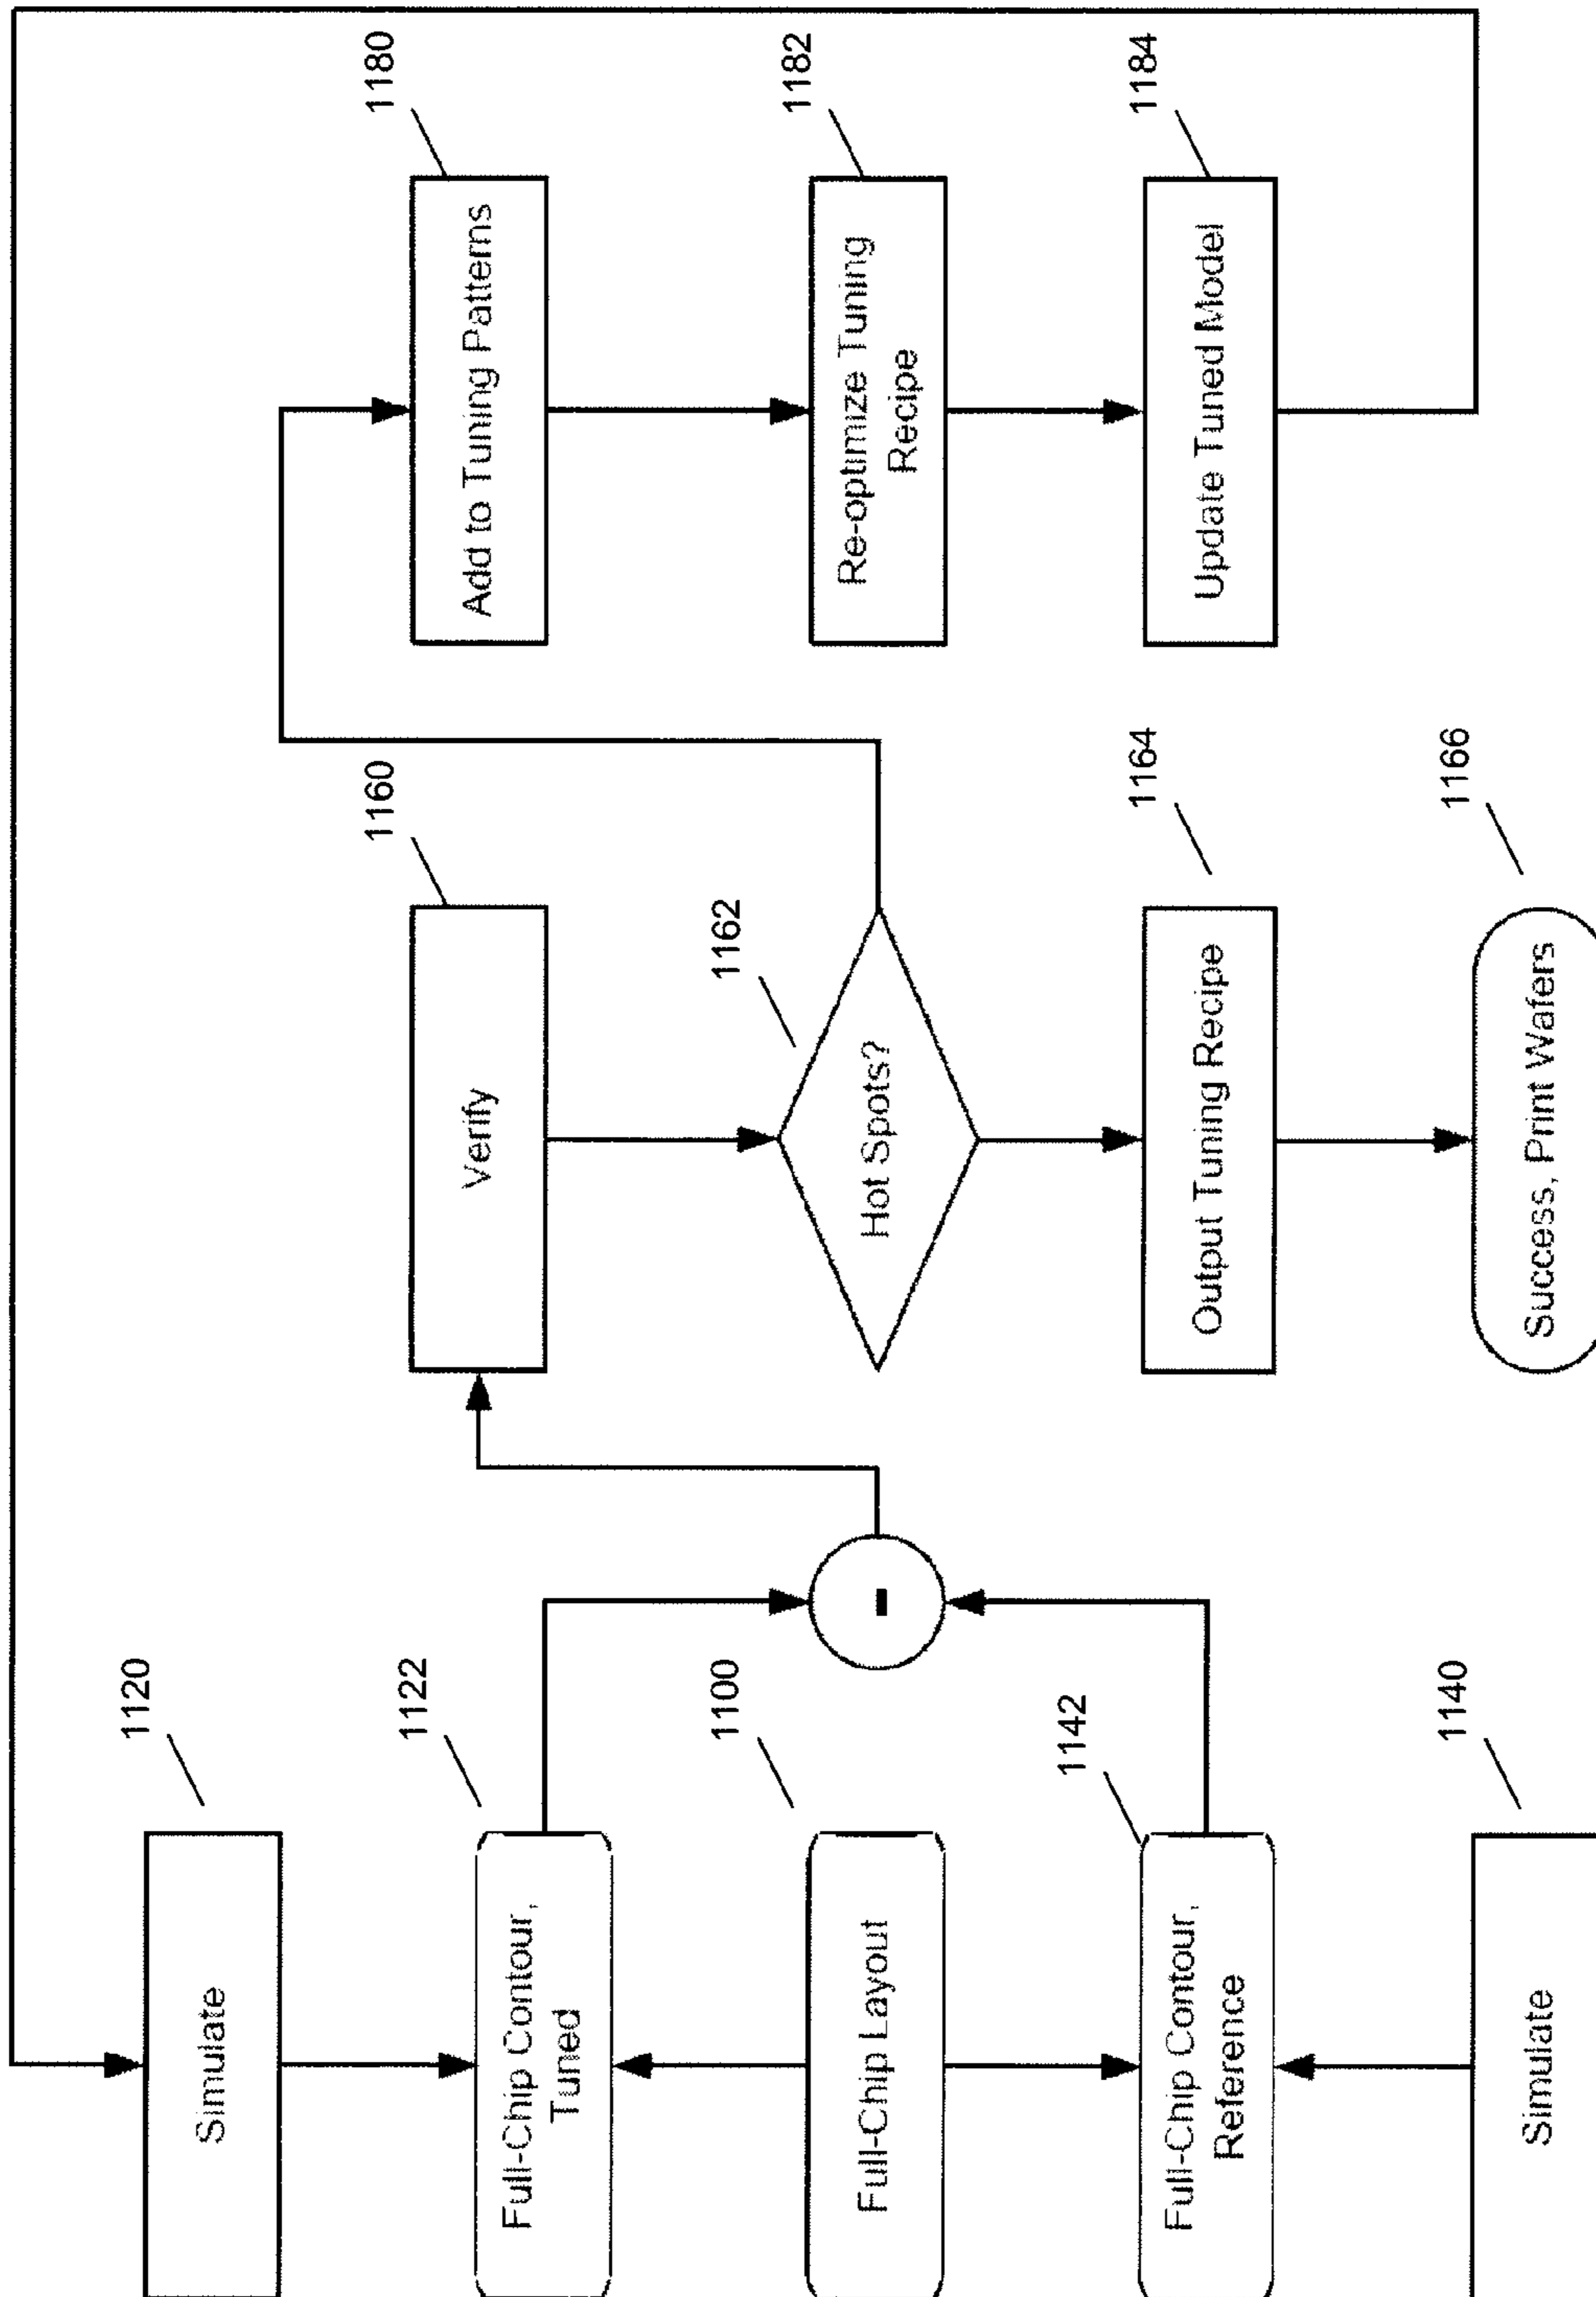 1120
Simulate
1122
Full-Chip Contour,
Tuned
1100
Full-Chip Layout
1142
Full-Chip Contour,
Reference
1140
Simulate
-
1160
Verify
1162
Hot Spots?
1164
Output Tuning Recipe
1166
Success, Print Wafers
1180
Add to Tuning Patterns
1182
Re-optimize Tuning
Recipe
1184
Update Tuned Model